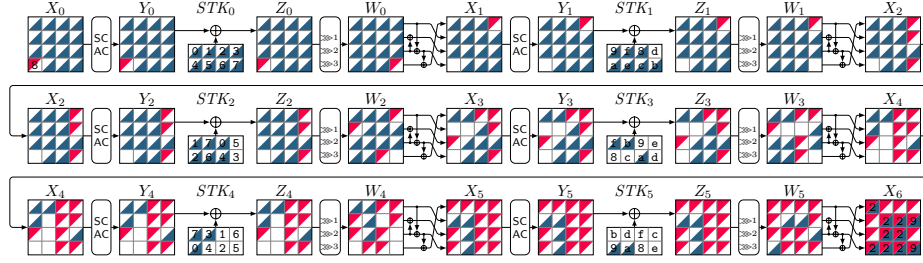 X0 Y0 STK0 Z0 W0 X1 Y1 STK1 Z1 W1 X2
8 SC AC 0 1 2 3 ⋙1 SC AC 9 f 8 d ⋙1
4 5 6 7 ⋙2 a e c b ⋙2
⋙3 ⋙3
X2 Y2 STK2 Z2 W2 X3 Y3 STK3 Z3 W3 X4
SC AC 1 7 0 5 ⋙1 SC AC f b 9 e ⋙1
2 6 4 3 ⋙2 8 c a d ⋙2
⋙3 ⋙3
X4 Y4 STK4 Z4 W4 X5 Y5 STK5 Z5 W5 X6
2
SC AC 7 3 1 6 ⋙1 SC AC b d f c ⋙1 2 2 9
0 4 2 5 ⋙2 9 a 8 e ⋙2 2 2
⋙3 ⋙3 2 2 2 9